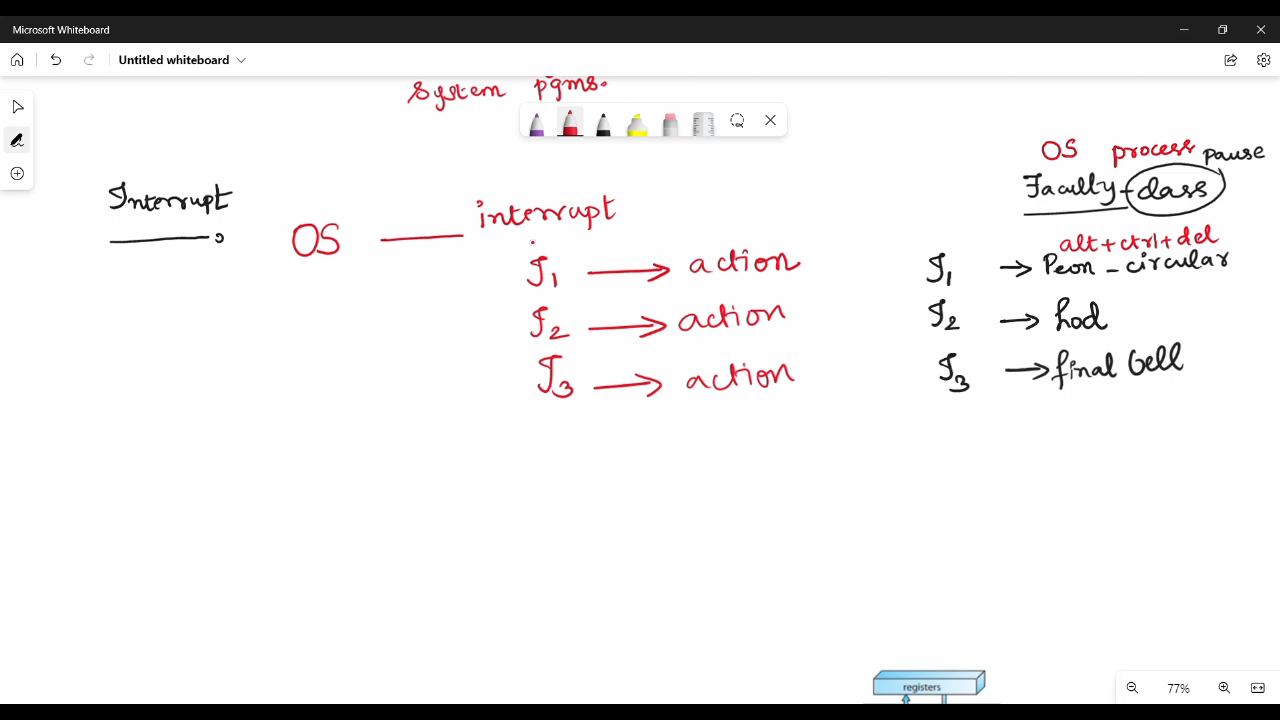 Microsoft Whiteboard
Untitled whiteboard
System pgms.
OS process pause
Faculty - class
Interrupt
OS — interrupt
alt + ctrl + del
I1 → action
I1 → Peon - circular
I2 → action
I2 → hod
I3 → action
I3 → final bell
registers
77%